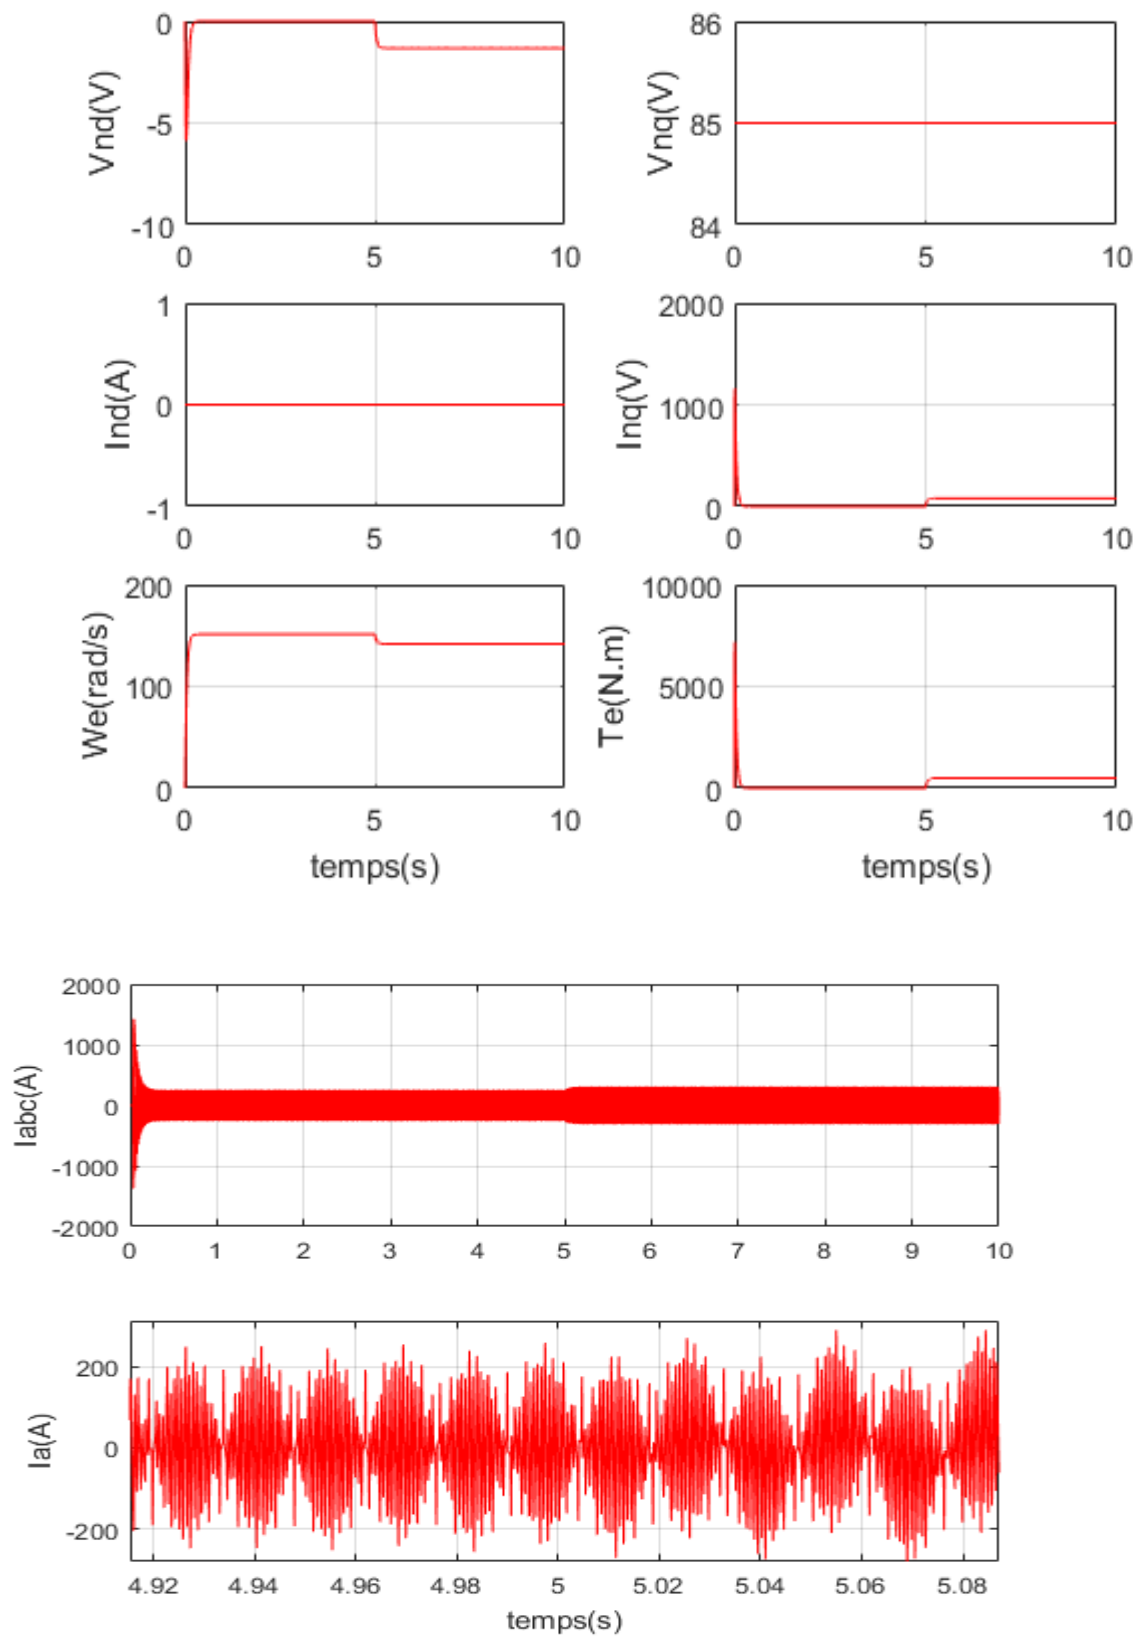 0
-5
-10
Vnd(V)
0 5 10
86
85
84
Vnq(V)
0 5 10
1
0
-1
Ind(A)
0 5 10
2000
1000
0
Inq(V)
0 5 10
200
100
0
We(rad/s)
0 5 10
temps(s)
10000
5000
0
Te(N.m)
0 5 10
temps(s)
2000
1000
0
-1000
-2000
Iabc(A)
0 1 2 3 4 5 6 7 8 9 10
200
0
-200
Ia(A)
4.92 4.94 4.96 4.98 5 5.02 5.04 5.06 5.08
temps(s)